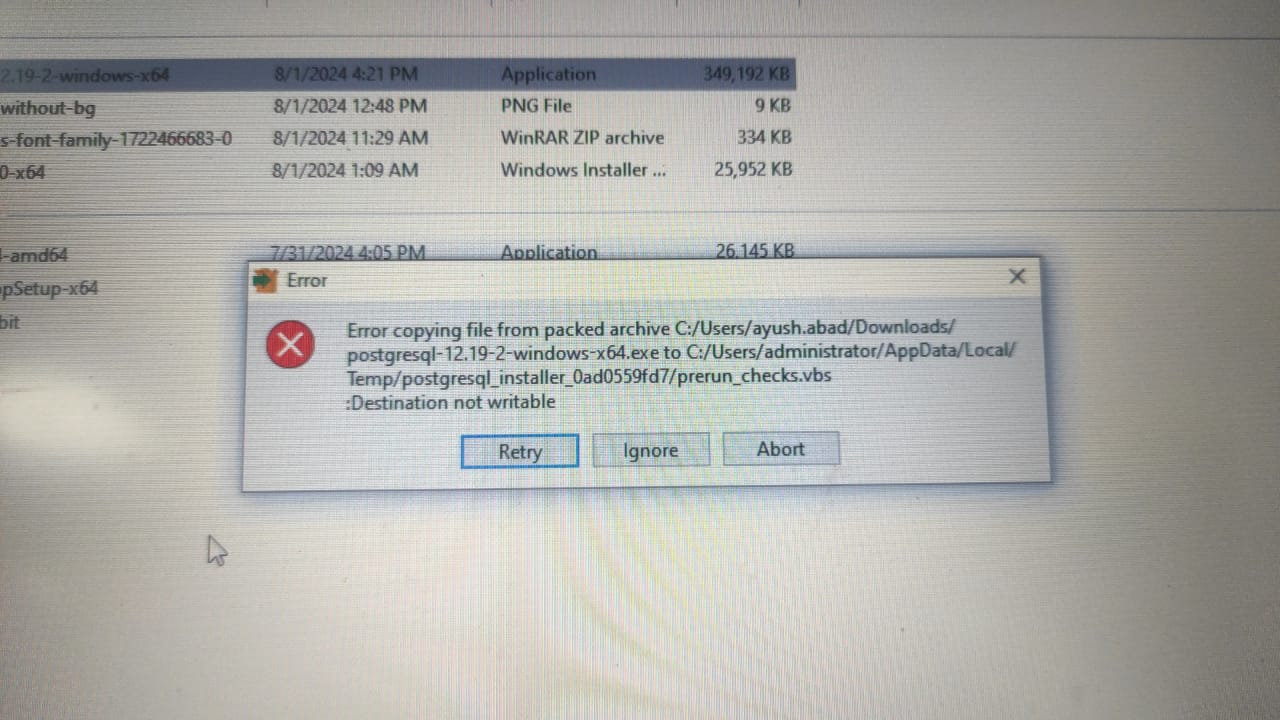 2.19-2-windows-x64 8/1/2024 4:21 PM Application 349,192 KB
without-bg 8/1/2024 12:48 PM PNG File 9 KB
s-font-family-1722466683-0 8/1/2024 11:29 AM WinRAR ZIP archive 334 KB
0-x64 8/1/2024 1:09 AM Windows Installer ... 25,952 KB
-amd64 7/31/2024 4:05 PM Application 26,145 KB
pSetup-x64
bit
Error
Error copying file from packed archive C:/Users/ayush.abad/Downloads/
postgresql-12.19-2-windows-x64.exe to C:/Users/administrator/AppData/Local/
Temp/postgresql_installer_0ad0559fd7/prerun_checks.vbs
:Destination not writable
Retry Ignore Abort